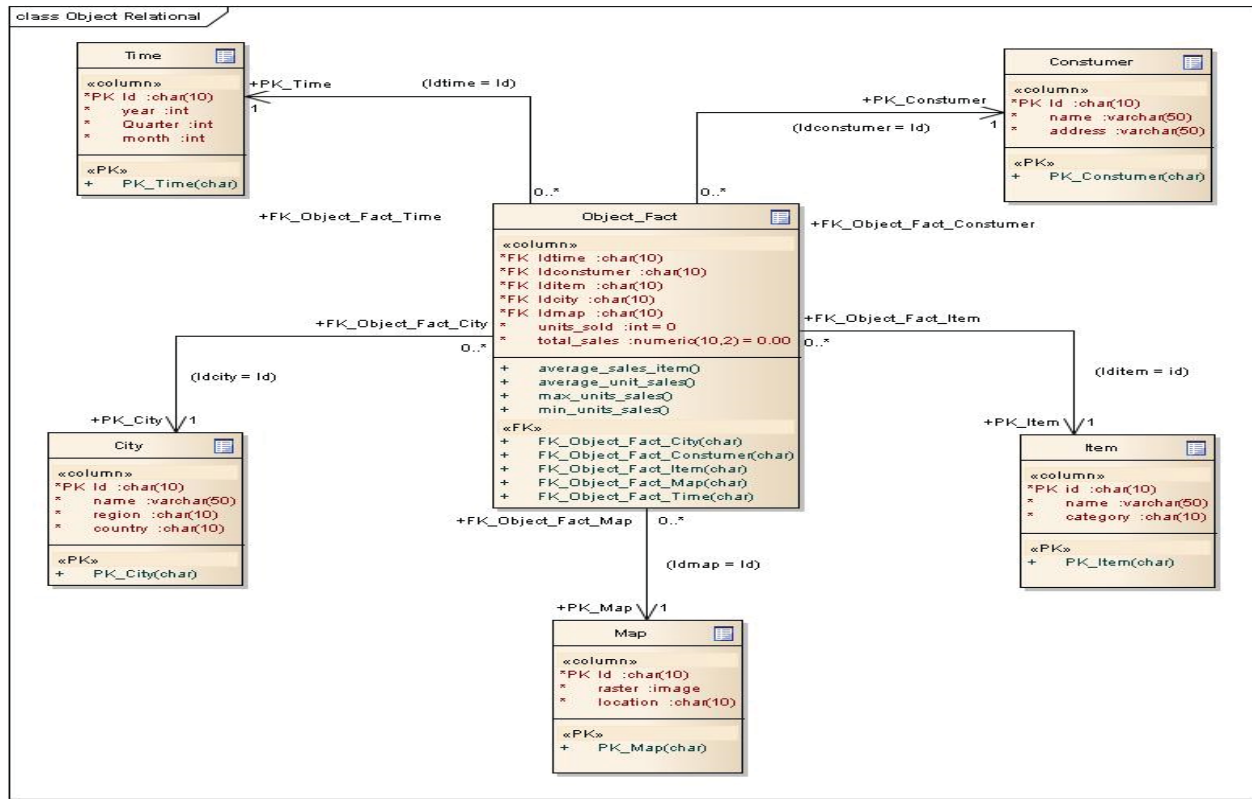 class Object Relational
Time
«column»
*PK Id :char(10)
* year :int
* Quarter :int
* month :int
«PK»
+ PK_Time(char)
+PK_Time
1
(Idtime = Id)
0..*
+FK_Object_Fact_Time
Constumer
«column»
*PK Id :char(10)
* name :varchar(50)
* address :varchar(50)
«PK»
+ PK_Constumer(char)
+PK_Constumer
(Idconstumer = Id)
1
0..*
+FK_Object_Fact_Constumer
Object_Fact
«column»
*FK Idtime :char(10)
*FK Idconstumer :char(10)
*FK Iditem :char(10)
*FK Idcity :char(10)
*FK Idmap :char(10)
* units_sold :int = 0
* total_sales :numeric(10,2) = 0.00
+ average_sales_item()
+ average_unit_sales()
+ max_units_sales()
+ min_units_sales()
«FK»
+ FK_Object_Fact_City(char)
+ FK_Object_Fact_Constumer(char)
+ FK_Object_Fact_Item(char)
+ FK_Object_Fact_Map(char)
+ FK_Object_Fact_Time(char)
+FK_Object_Fact_City
0..*
(Idcity = Id)
+PK_City
1
City
«column»
*PK Id :char(10)
* name :varchar(50)
* region :char(10)
* country :char(10)
«PK»
+ PK_City(char)
+FK_Object_Fact_Item
0..*
(Iditem = id)
+PK_Item
1
Item
«column»
*PK id :char(10)
* name :varchar(50)
* category :char(10)
«PK»
+ PK_Item(char)
+FK_Object_Fact_Map
0..*
(Idmap = Id)
+PK_Map
1
Map
«column»
*PK Id :char(10)
* raster :image
* location :char(10)
«PK»
+ PK_Map(char)